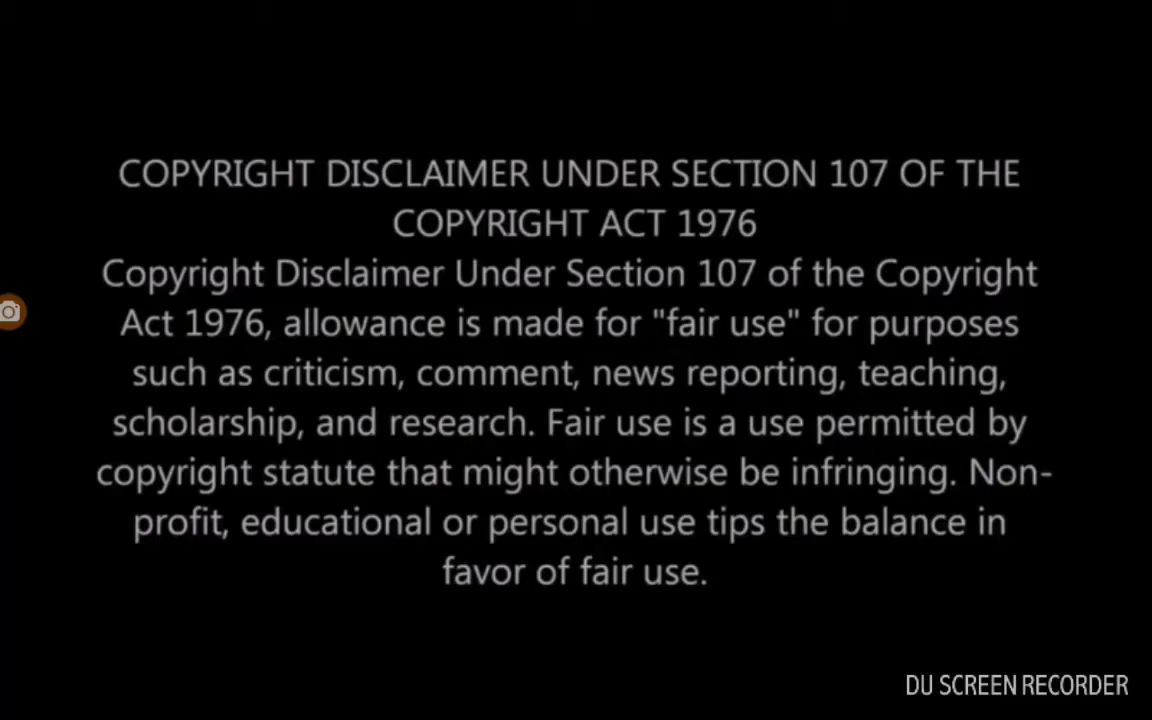 COPYRIGHT DISCLAIMER UNDER SECTION 107 OF THE
COPYRIGHT ACT 1976
Copyright Disclaimer Under Section 107 of the Copyright
Act 1976, allowance is made for "fair use" for purposes
such as criticism, comment, news reporting, teaching,
scholarship, and research. Fair use is a use permitted by
copyright statute that might otherwise be infringing. Non-
profit, educational or personal use tips the balance in
favor of fair use.
DU SCREEN RECORDER